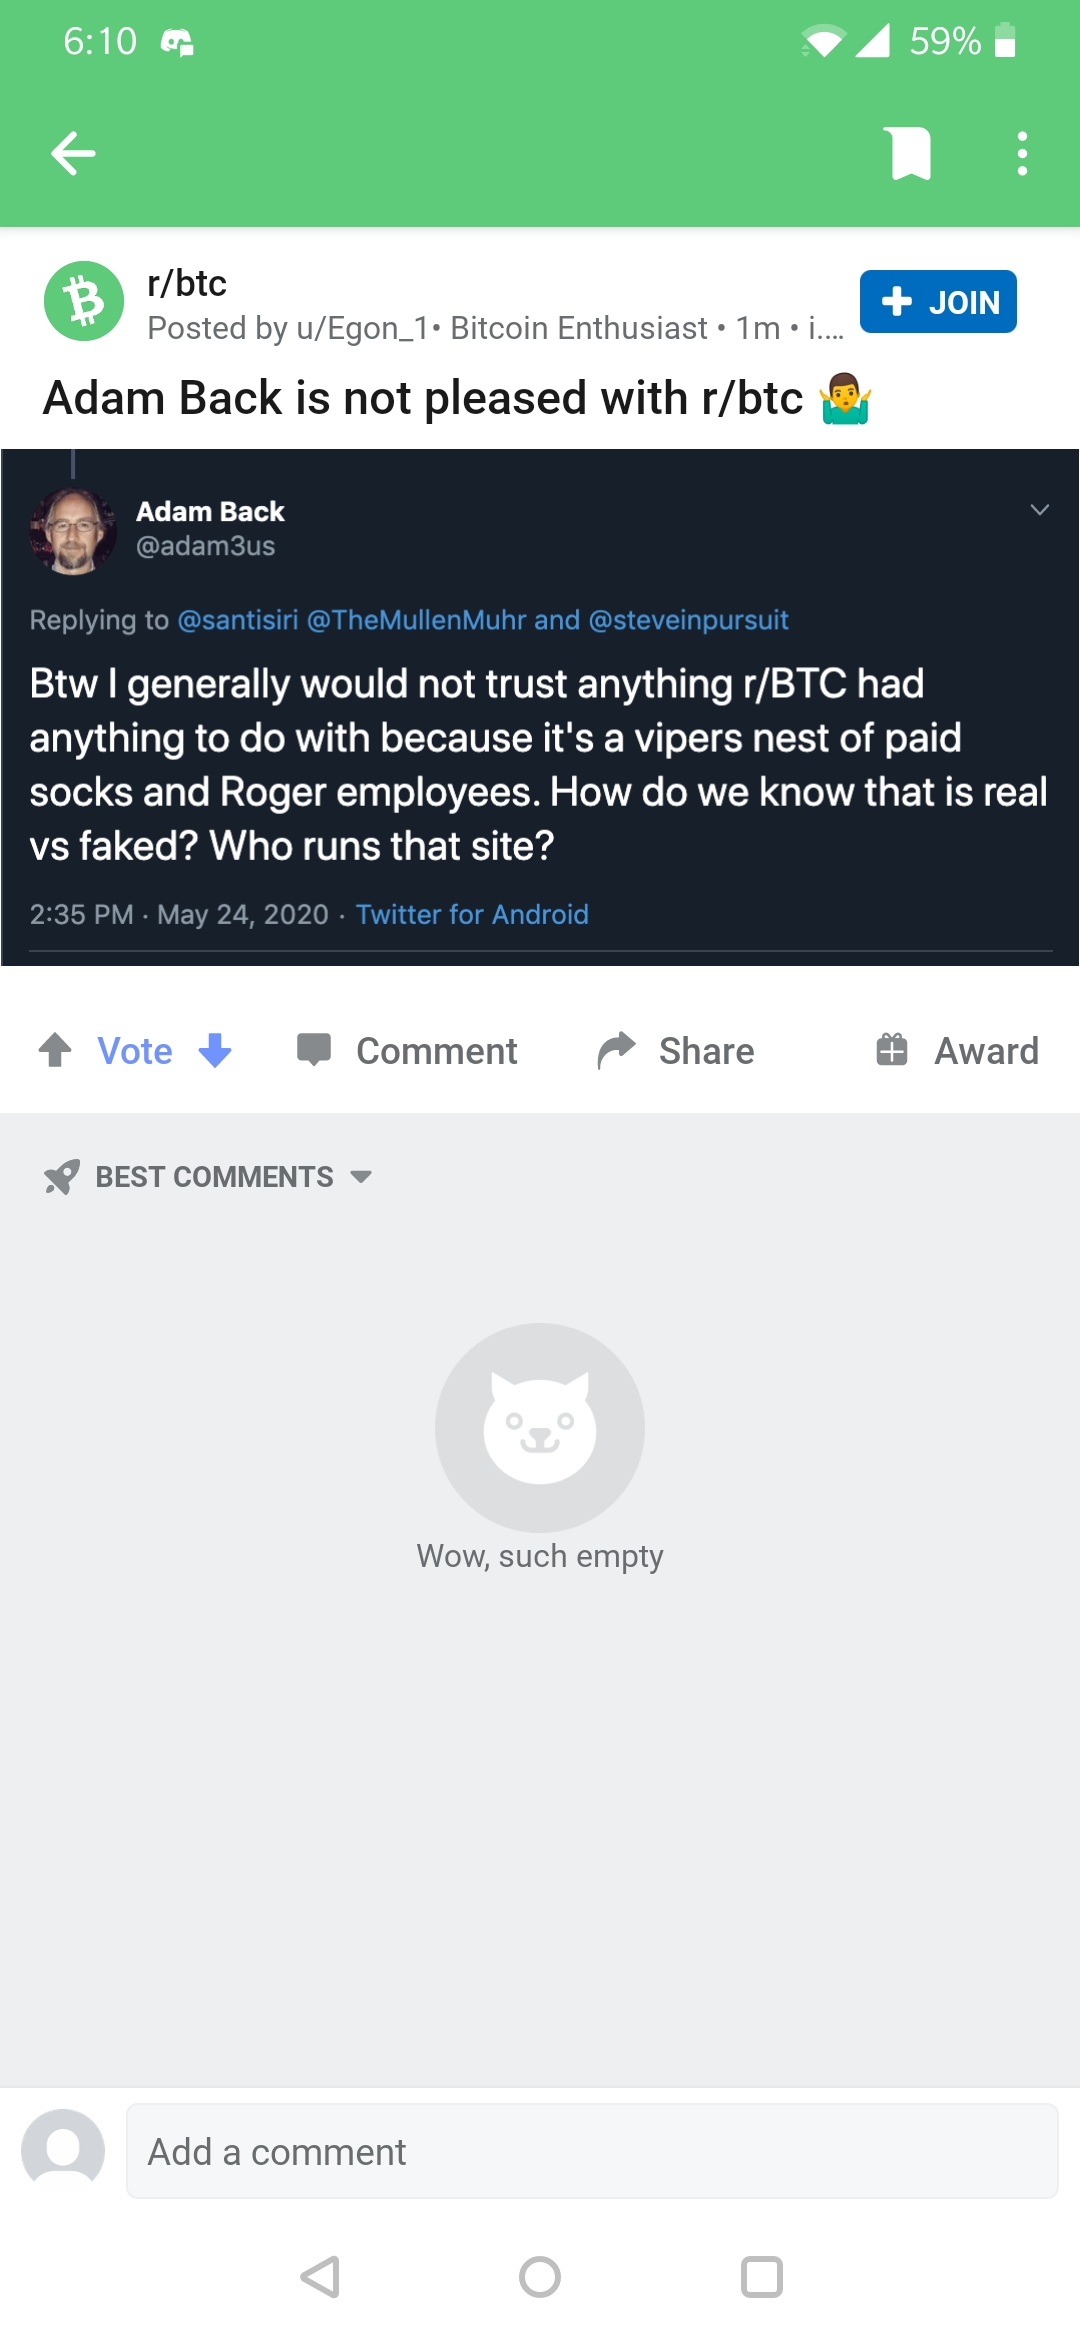 6:10
59%
r/btc
Posted by u/Egon_1• Bitcoin Enthusiast • 1m • i....
JOIN
Adam Back is not pleased with r/btc 🤷‍♂️
Adam Back
@adam3us
Replying to @santisiri @TheMullenMuhr and @steveinpursuit
Btw I generally would not trust anything r/BTC had
anything to do with because it's a vipers nest of paid
socks and Roger employees. How do we know that is real
vs faked? Who runs that site?
2:35 PM · May 24, 2020 · Twitter for Android
Vote
Comment
Share
Award
BEST COMMENTS
Wow, such empty
Add a comment